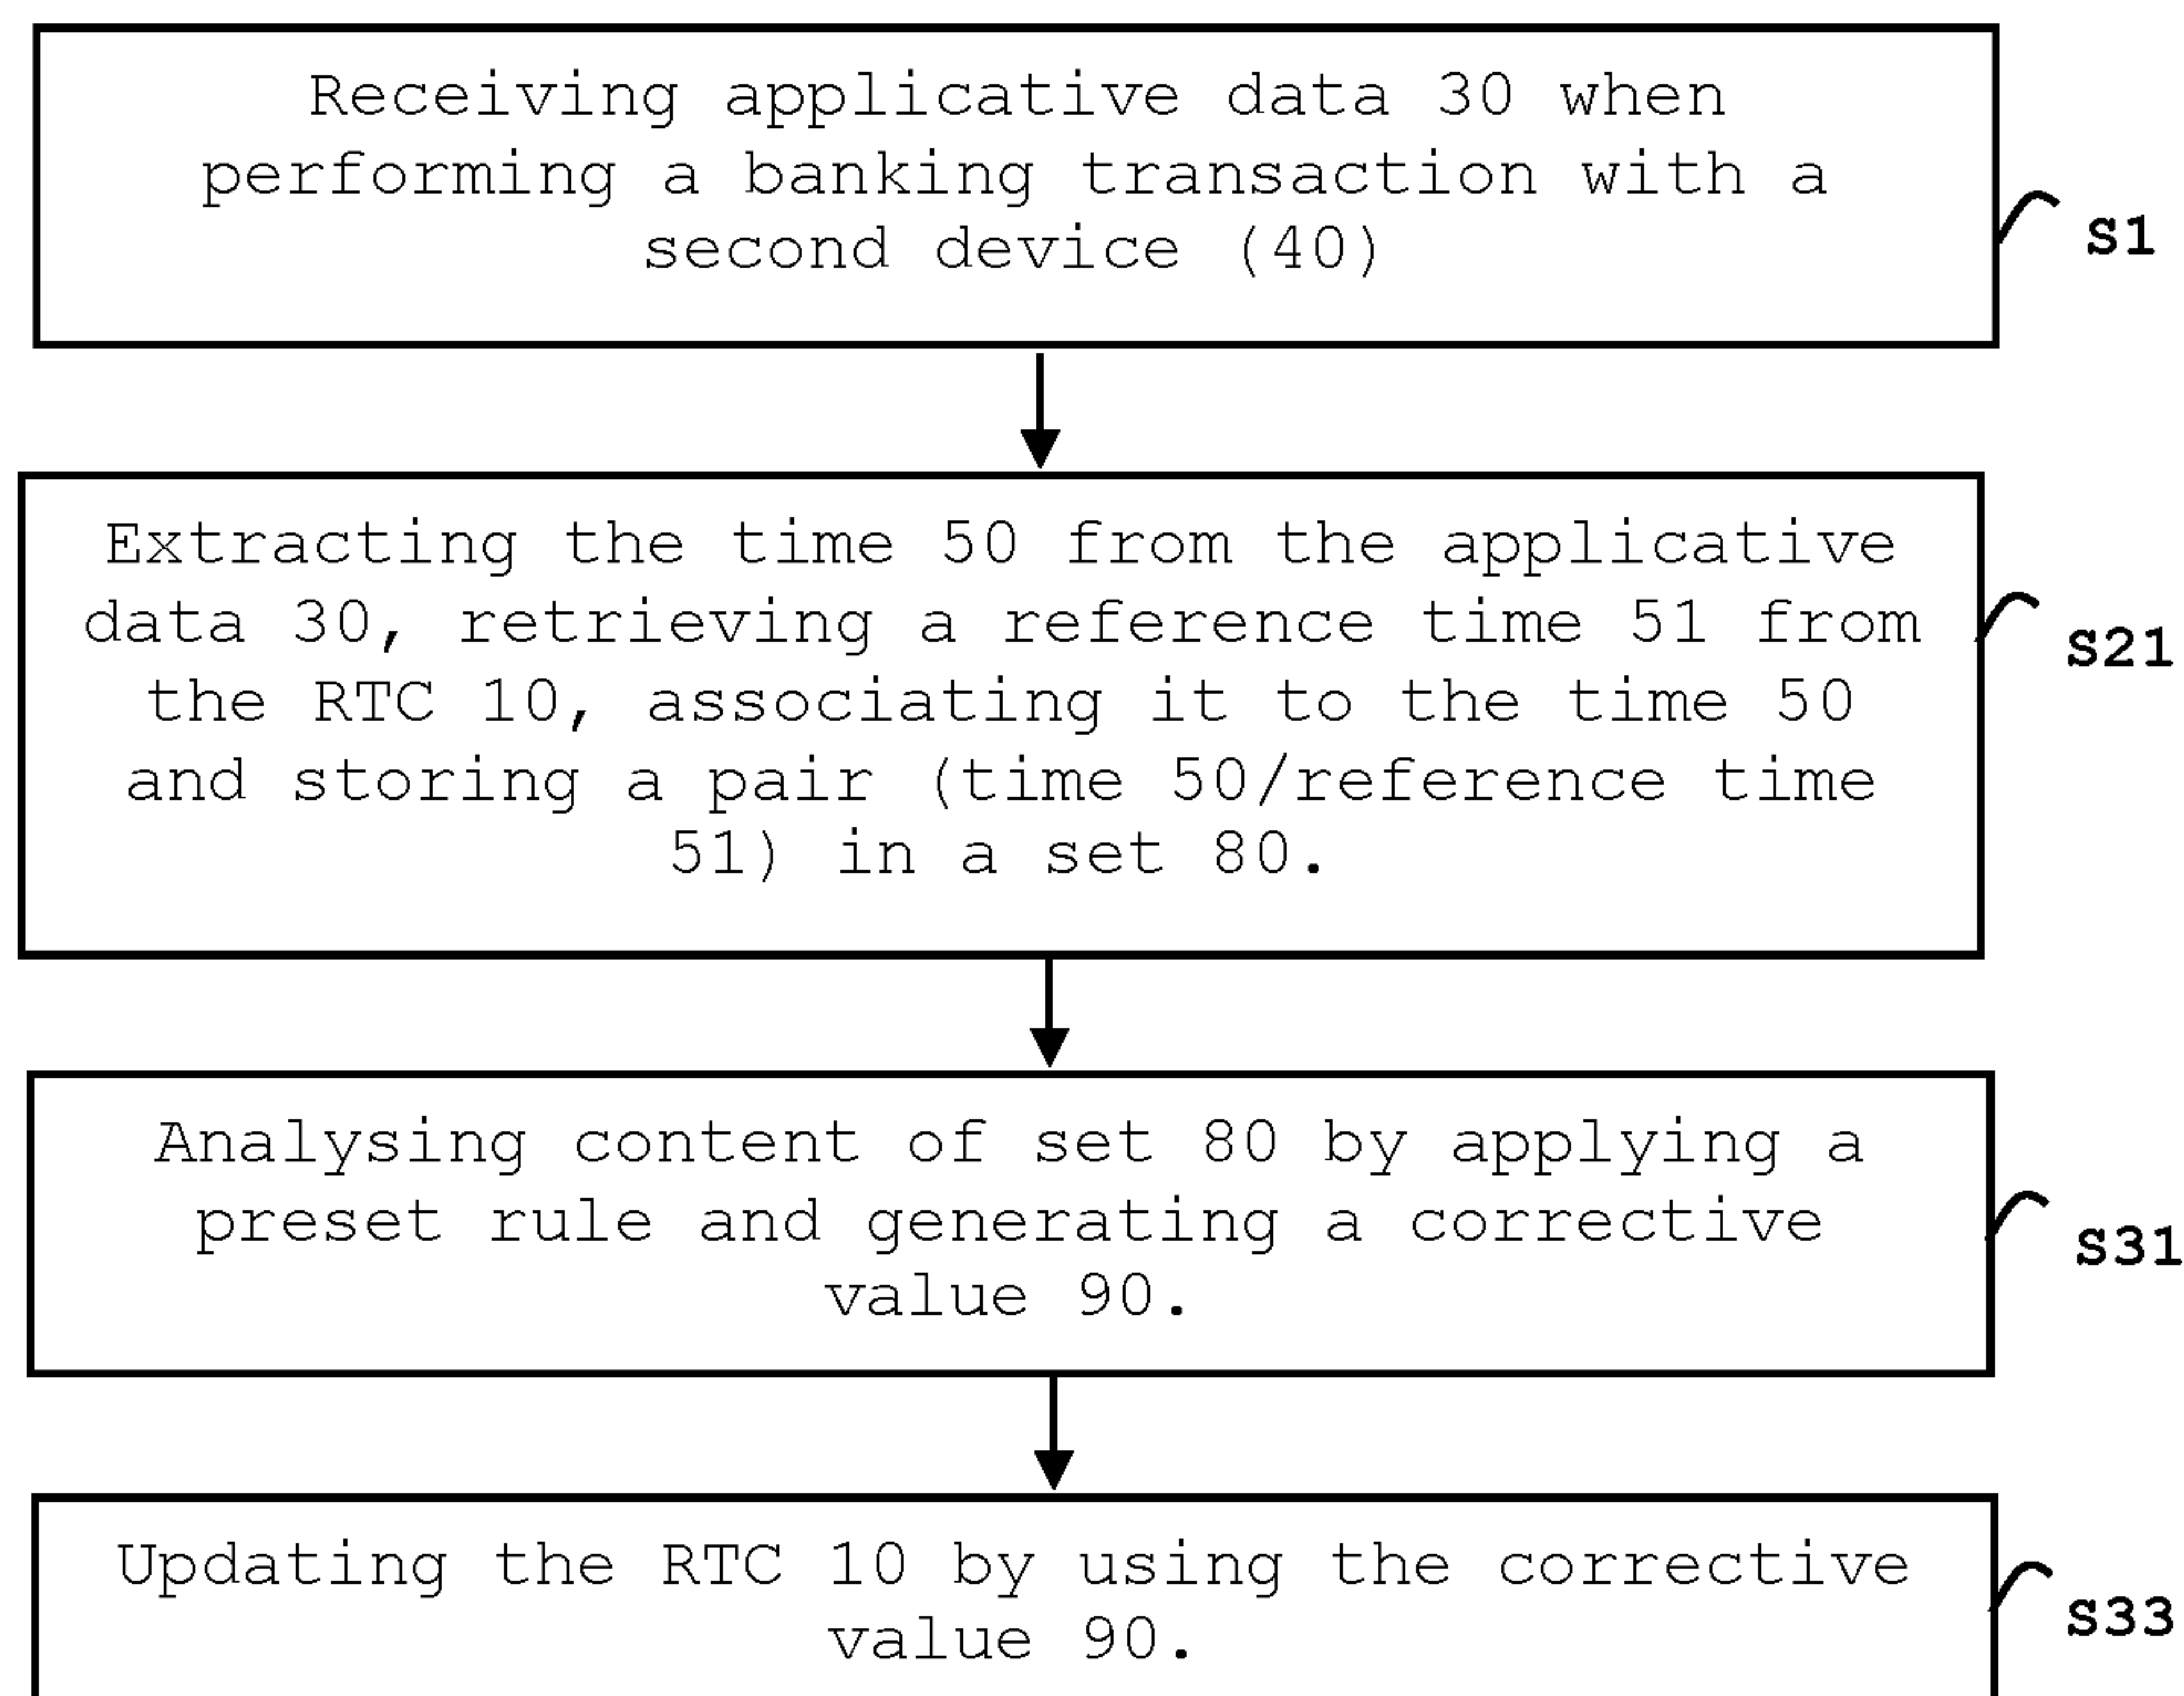 Receiving applicative data 30 when
performing a banking transaction with a
second device (40)
S1
Extracting the time 50 from the applicative
data 30, retrieving a reference time 51 from
the RTC 10, associating it to the time 50
and storing a pair (time 50/reference time
51) in a set 80.
S21
Analysing content of set 80 by applying a
preset rule and generating a corrective
value 90.
S31
Updating the RTC 10 by using the corrective
value 90.
S33